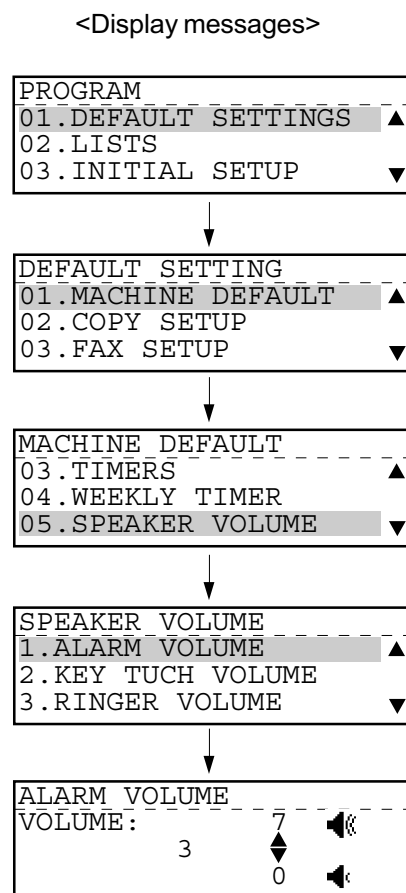 <Display messages>
PROGRAM
01.DEFAULT SETTINGS
02.LISTS
03.INITIAL SETUP
DEFAULT SETTING
01.MACHINE DEFAULT
02.COPY SETUP
03.FAX SETUP
MACHINE DEFAULT
03.TIMERS
04.WEEKLY TIMER
05.SPEAKER VOLUME
SPEAKER VOLUME
1.ALARM VOLUME
2.KEY TUCH VOLUME
3.RINGER VOLUME
ALARM VOLUME
VOLUME: 7
3
0